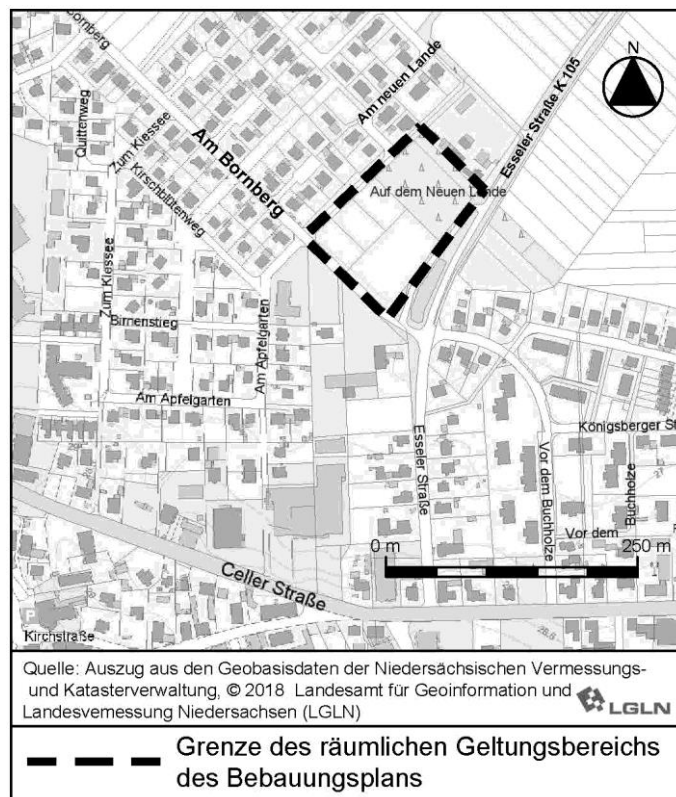 Bornberg
N
Quittenweg
Zum Klessee
Am neuen Lande
Esseler Straße K 105
Am Bornberg
Kirschblütenweg
Auf dem Neuen Lande
Zum Klessee
Birnenstieg
Am Apfelgarten
Am Apfelgarten
Esseler Straße
Königsberger St
Vor dem Buchholze
Buchholze
Vor dem
0 m
250 m
Celler Straße
P
Kirchstraße
Quelle: Auszug aus den Geobasisdaten der Niedersächsischen Vermessungs-
und Katasterverwaltung, © 2018 Landesamt für Geoinformation und
Landesvemessung Niedersachsen (LGLN)
LGLN
Grenze des räumlichen Geltungsbereichs
des Bebauungsplans